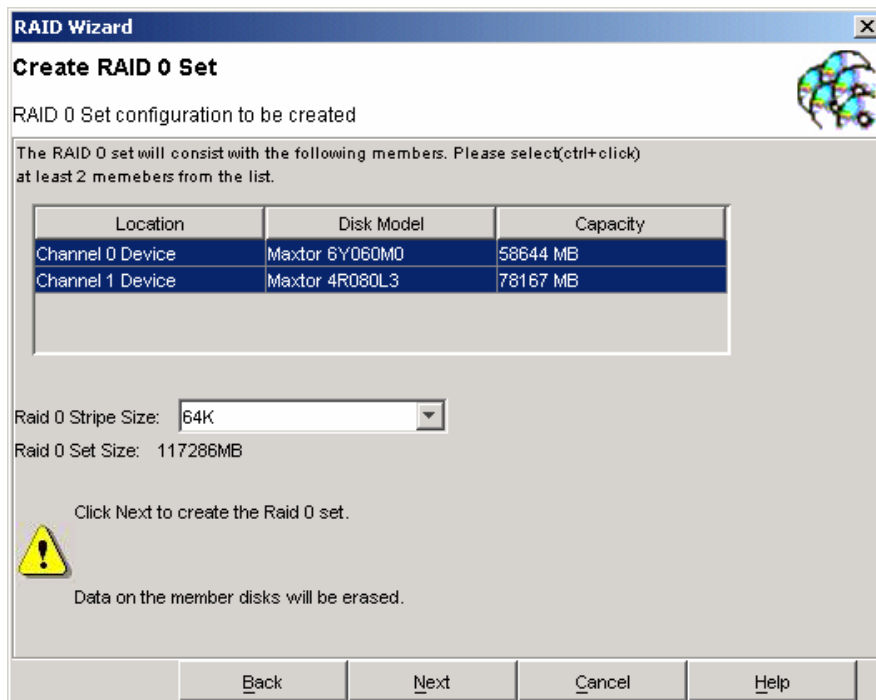 RAID Wizard
Create RAID 0 Set
RAID 0 Set configuration to be created
The RAID 0 set will consist with the following members. Please select(ctrl+click)
at least 2 memebers from the list.
Location Disk Model Capacity
Channel 0 Device Maxtor 6Y060M0 58644 MB
Channel 1 Device Maxtor 4R080L3 78167 MB
Raid 0 Stripe Size: 64K
Raid 0 Set Size: 117286MB
Click Next to create the Raid 0 set.
Data on the member disks will be erased.
Back Next Cancel Help